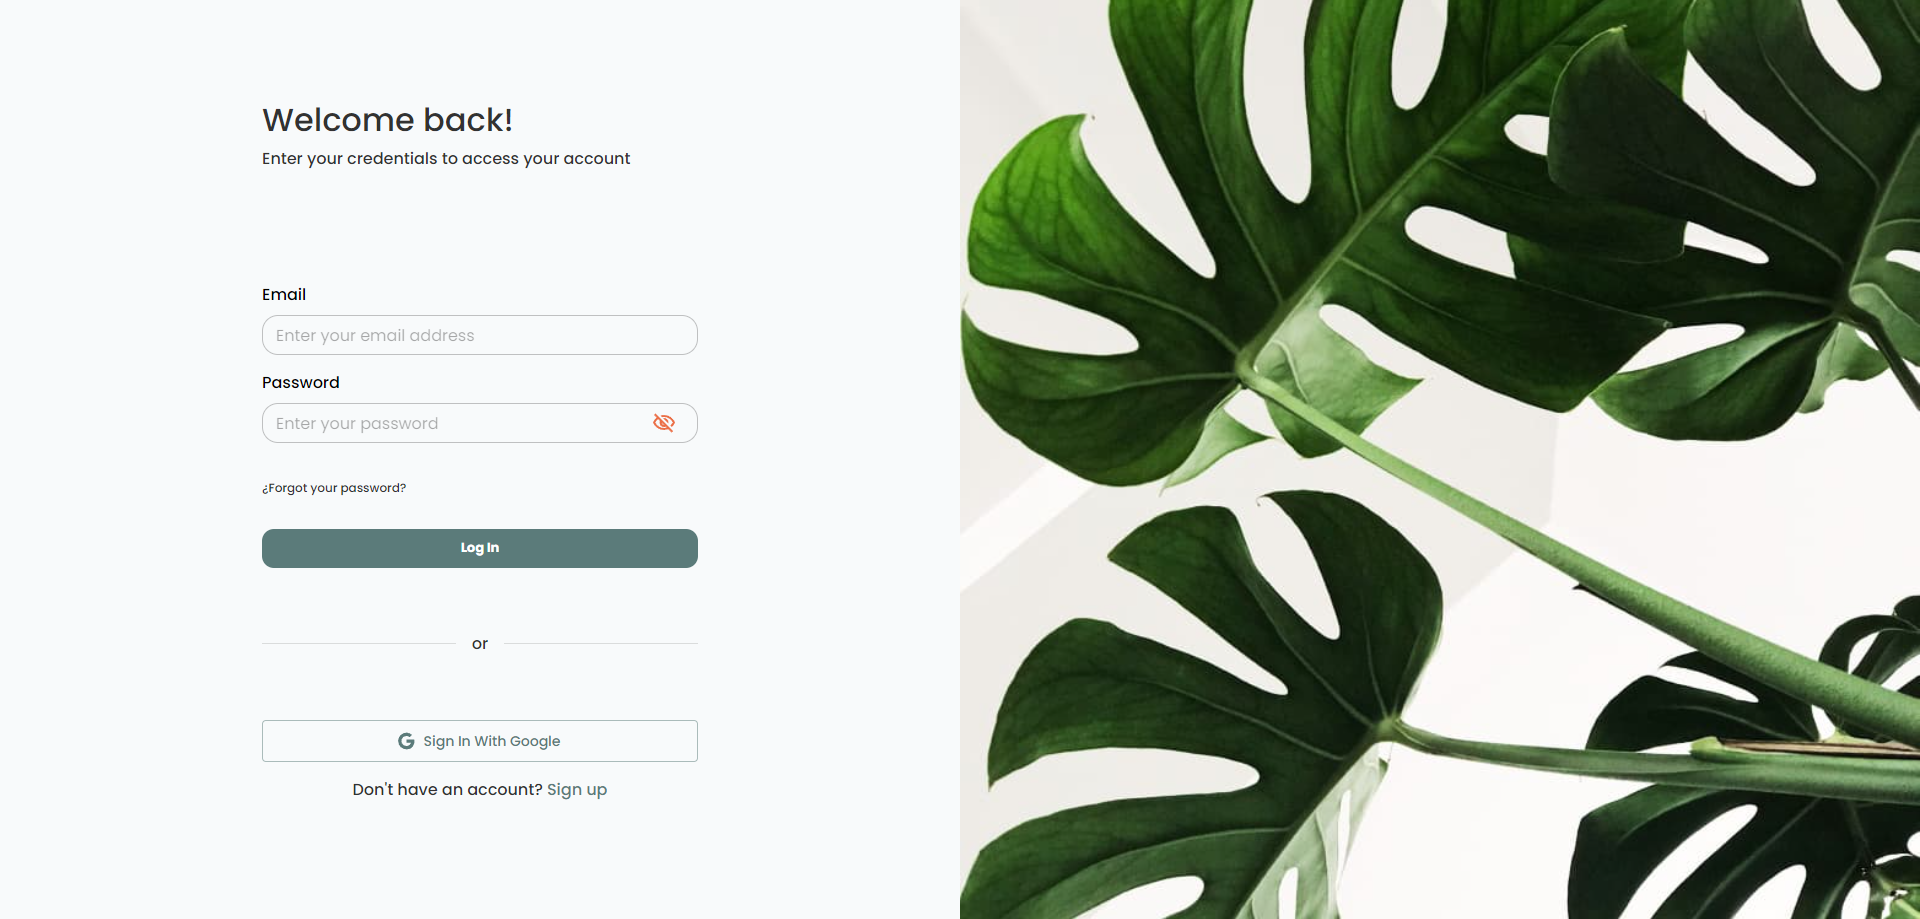 Welcome back!
Enter your credentials to access your account
Email
Enter your email address
Password
Enter your password
¿Forgot your password?
Log In
or
Sign In With Google
Don't have an account? Sign up